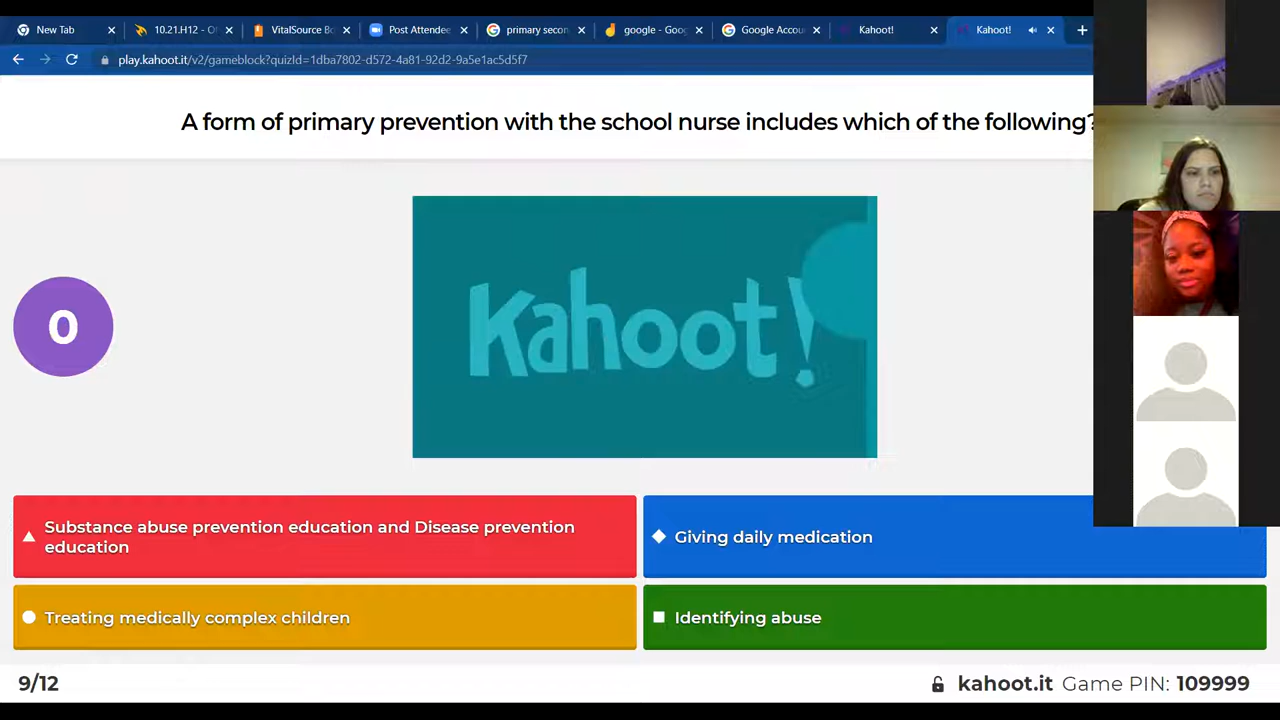 New Tab
10.21.H12 - Of
VitalSource Bo
Post Attendee
primary secon
google - Goog
Google Accou
Kahoot!
Kahoot!
play.kahoot.it/v2/gameblock?quizId=1dba7802-d572-4a81-92d2-9a5e1ac5d5f7
A form of primary prevention with the school nurse includes which of the following?
Kahoot!
0
Substance abuse prevention education and Disease prevention
education
Giving daily medication
Treating medically complex children
Identifying abuse
9/12
kahoot.it Game PIN: 109999